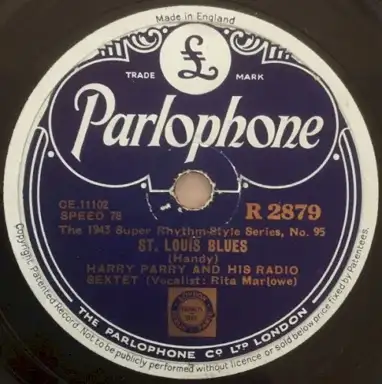 Made in England
£
TRADE MARK
Parlophone
CE.11102
SPEED 78
R 2879
The 1943 Super Rhythm-Style Series, No. 95
ST. LOUIS BLUES
(Handy)
HARRY PARRY AND HIS RADIO
SEXTET (Vocalist: Rita Marlowe)
THE PARLOPHONE CO LTD LONDON
Copyright. Patented Record. Not to be publicly performed without licence or sold below price fixed by Patentees.